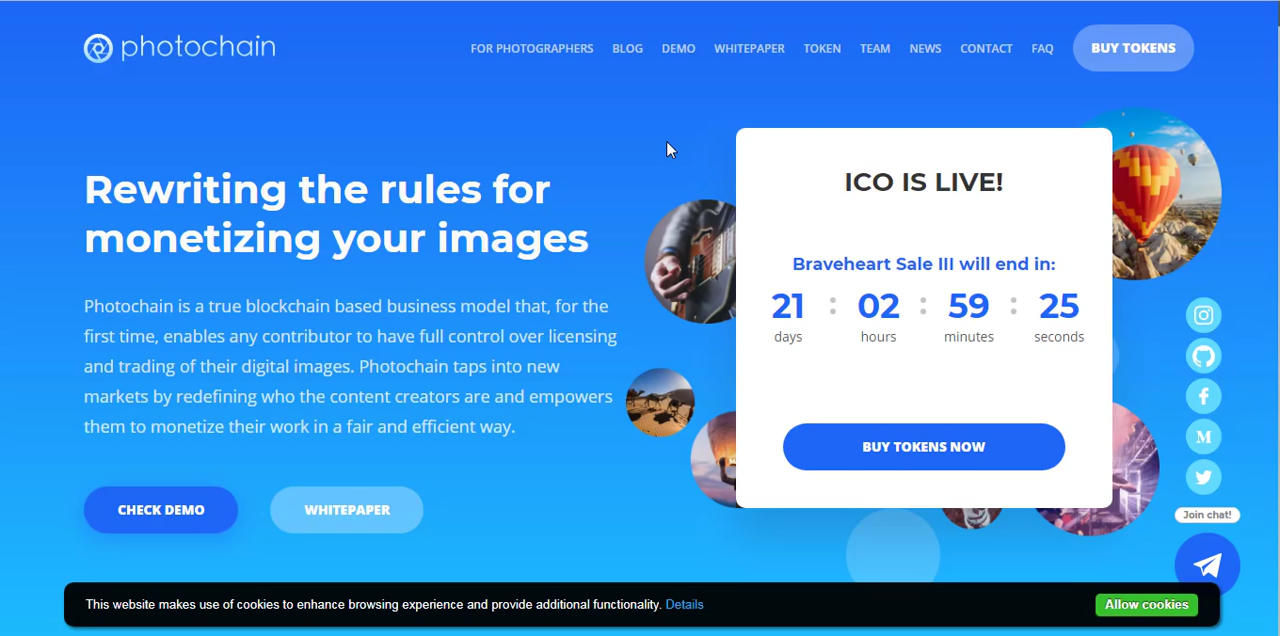 photochain
FOR PHOTOGRAPHERS BLOG DEMO WHITEPAPER TOKEN TEAM NEWS CONTACT FAQ BUY TOKENS
Rewriting the rules for
monetizing your images
Photochain is a true blockchain based business model that, for the
first time, enables any contributor to have full control over licensing
and trading of their digital images. Photochain taps into new
markets by redefining who the content creators are and empowers
them to monetize their work in a fair and efficient way.
CHECK DEMO WHITEPAPER
ICO IS LIVE!
Braveheart Sale III will end in:
21 : 02 : 59 : 25
days hours minutes seconds
BUY TOKENS NOW
Join chat!
This website makes use of cookies to enhance browsing experience and provide additional functionality. Details
Allow cookies